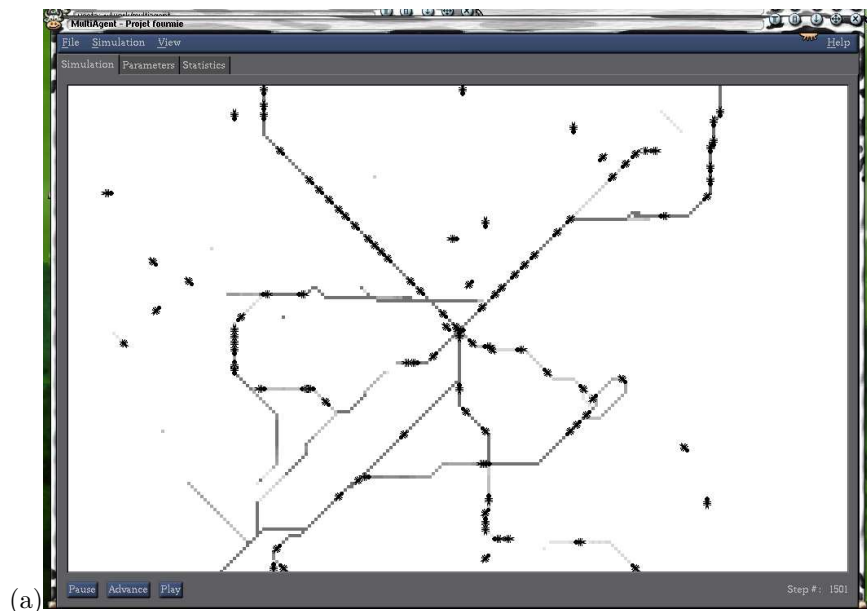 MultiAgent - Projet fourmie
File Simulation View Help
Simulation Parameters Statistics
Pause Advance Play Step # : 1501
(a)